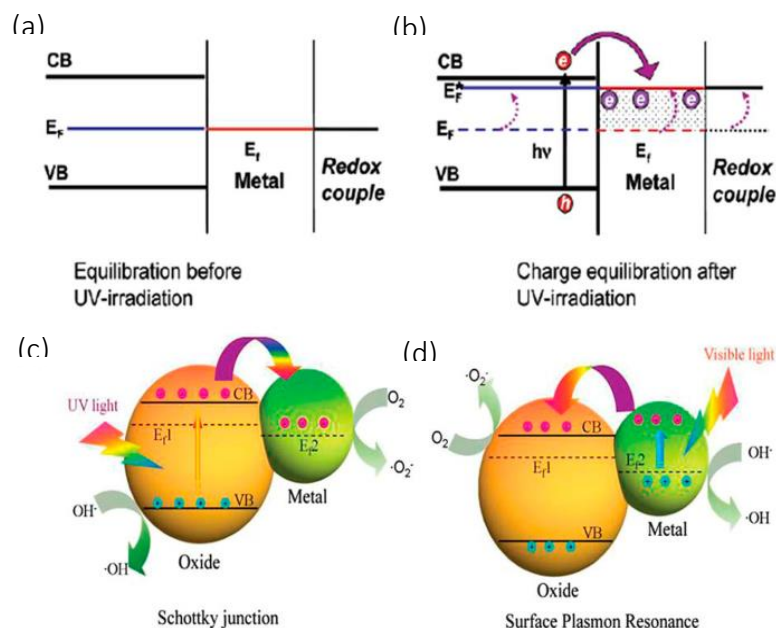 (a)
CB
E_F
VB
E_f
Metal
Redox
couple
Equilibration before
UV-irradiation
(b)
CB
E_F*
E_F
VB
hν
e
e e e
h
E_f
Metal
Redox
couple
Charge equilibration after
UV-irradiation
(c)
UV light
CB
E_f1
E_f2
VB
O₂
·O₂⁻
OH⁻
·OH
Metal
Oxide
Schottky junction
(d)
Visible light
·O₂⁻
O₂
CB
E_f1
E_f2
VB
OH⁻
·OH
Metal
Oxide
Surface Plasmon Resonance